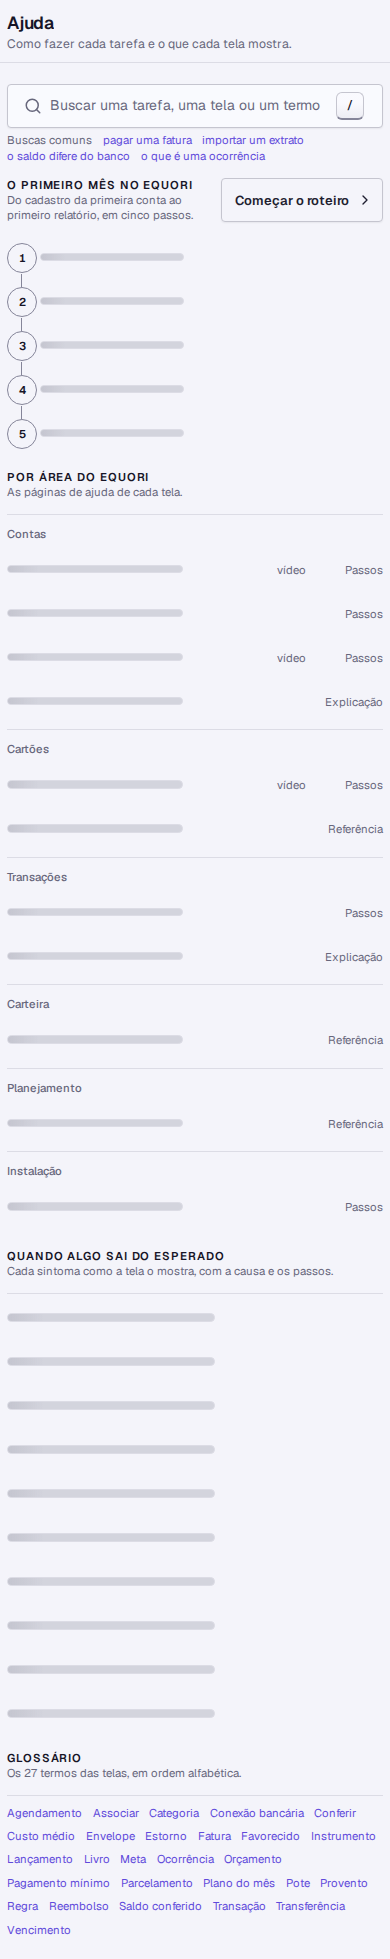 Ajuda
Como fazer cada tarefa e o que cada tela mostra.
Buscar uma tarefa, uma tela ou um termo /
Buscas comuns pagar uma fatura importar um extrato
o saldo difere do banco o que é uma ocorrência
O PRIMEIRO MÊS NO EQUORI
Do cadastro da primeira conta ao
primeiro relatório, em cinco passos.
Começar o roteiro
1
2
3
4
5
POR ÁREA DO EQUORI
As páginas de ajuda de cada tela.
Contas
vídeo Passos
Passos
vídeo Passos
Explicação
Cartões
vídeo Passos
Referência
Transações
Passos
Explicação
Carteira
Referência
Planejamento
Referência
Instalação
Passos
QUANDO ALGO SAI DO ESPERADO
Cada sintoma como a tela o mostra, com a causa e os passos.
GLOSSÁRIO
Os 27 termos das telas, em ordem alfabética.
Agendamento Associar Categoria Conexão bancária Conferir
Custo médio Envelope Estorno Fatura Favorecido Instrumento
Lançamento Livro Meta Ocorrência Orçamento
Pagamento mínimo Parcelamento Plano do mês Pote Provento
Regra Reembolso Saldo conferido Transação Transferência
Vencimento